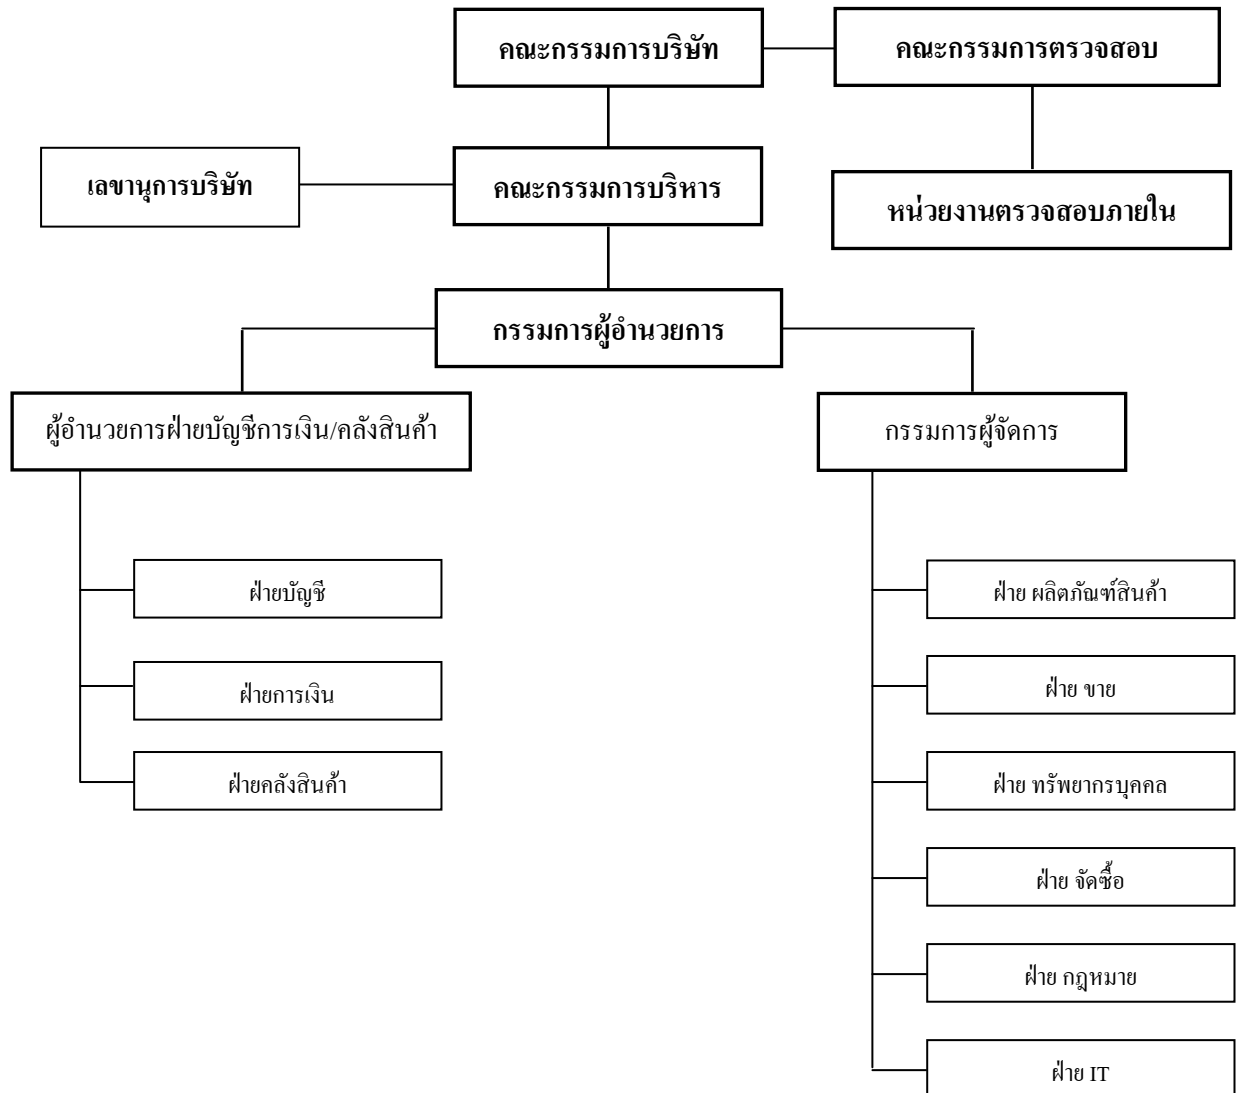 คณะกรรมการบริษัท
คณะกรรมการตรวจสอบ
เลขานุการบริษัท
คณะกรรมการบริหาร
หน่วยงานตรวจสอบภายใน
กรรมการผู้อำนวยการ
ผู้อำนวยการฝ่ายบัญชีการเงิน/คลังสินค้า
กรรมการผู้จัดการ
ฝ่ายบัญชี
ฝ่ายการเงิน
ฝ่ายคลังสินค้า
ฝ่าย ผลิตภัณฑ์สินค้า
ฝ่าย ขาย
ฝ่าย ทรัพยากรบุคคล
ฝ่าย จัดซื้อ
ฝ่าย กฎหมาย
ฝ่าย IT